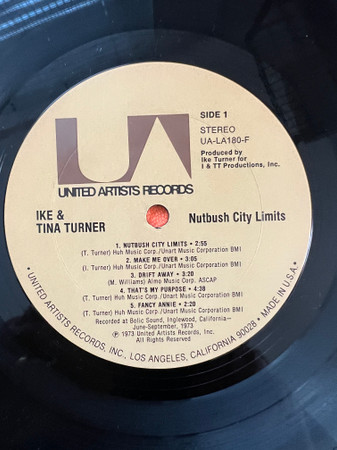 UA
UNITED ARTISTS RECORDS
SIDE 1
STEREO
UA-LA180-F
Produced by
Ike Turner for
I & TT Productions, Inc.
IKE &
TINA TURNER
Nutbush City Limits
1. NUTBUSH CITY LIMITS • 2:55
(T. Turner) Huh Music Corp./Unart Music Corporation BMI
2. MAKE ME OVER • 3:05
(T. Turner) Huh Music Corp./Unart Music Corporation BMI
3. DRIFT AWAY • 3:20
(M. Williams) Almo Music Corp. ASCAP
4. THAT'S MY PURPOSE • 4:38
(T. Turner) Huh Music Corp./Unart Music Corporation BMI
5. FANCY ANNIE • 2:20
(T. Turner) Huh Music Corp./Unart Music Corporation BMI
Recorded at Bolic Sound, Inglewood, California—
June-September, 1973
℗ 1973 United Artists Records, Inc.
All Rights Reserved
• UNITED ARTISTS RECORDS, INC., LOS ANGELES, CALIFORNIA 90028 • MADE IN U.S.A. •